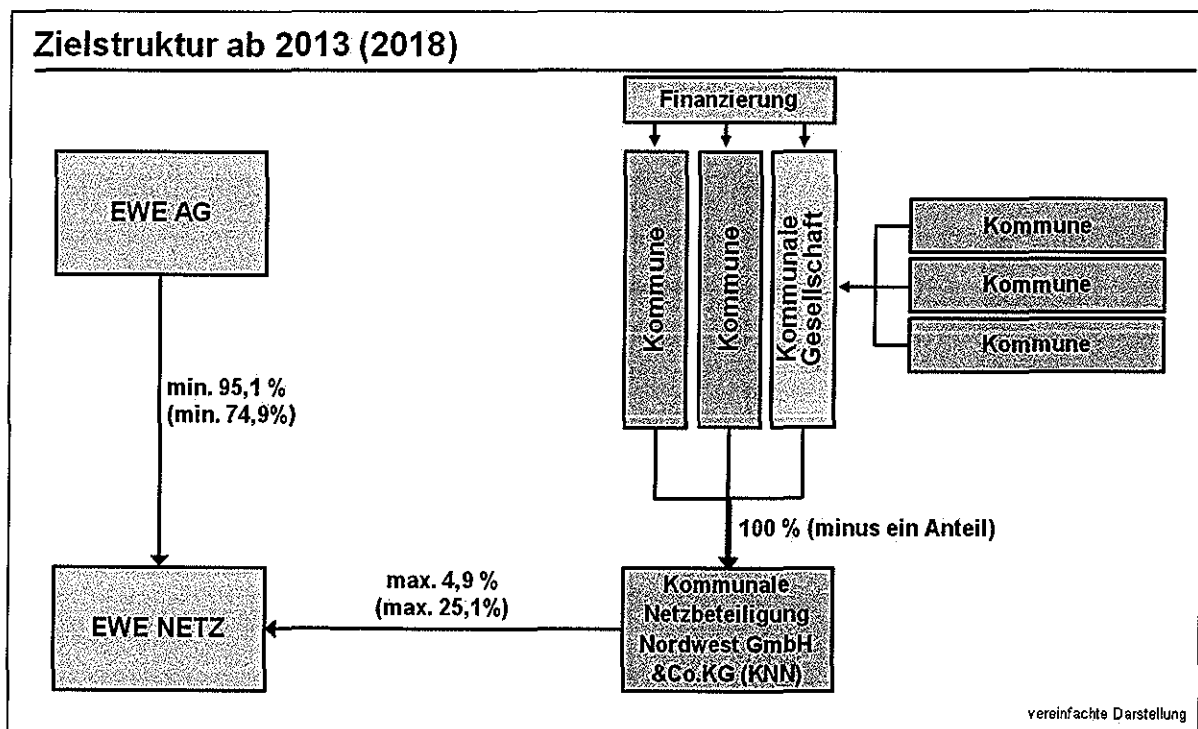 Zielstruktur ab 2013 (2018)
Finanzierung
EWE AG
Kommune
Kommune
Kommunale
Gesellschaft
Kommune
Kommune
Kommune
min. 95,1 %
(min. 74,9%)
100 % (minus ein Anteil)
max. 4,9 %
(max. 25,1%)
EWE NETZ
Kommunale
Netzbeteiligung
Nordwest GmbH
&Co.KG (KNN)
vereinfachte Darstellung